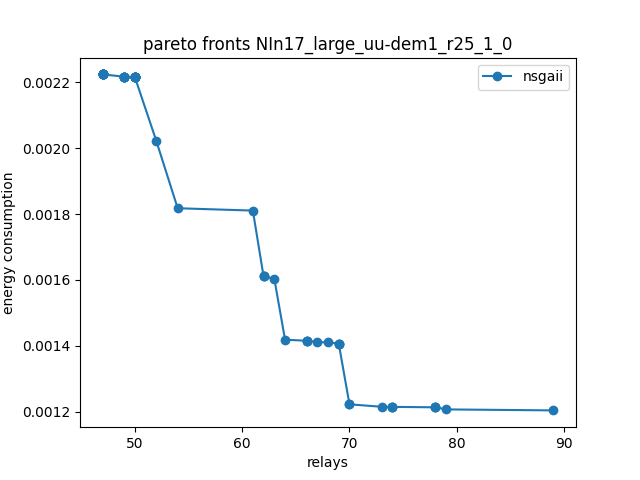 pareto fronts NIn17_large_uu-dem1_r25_1_0
nsgaii
energy consumption
0.0022
0.0020
0.0018
0.0016
0.0014
0.0012
50 60 70 80 90
relays